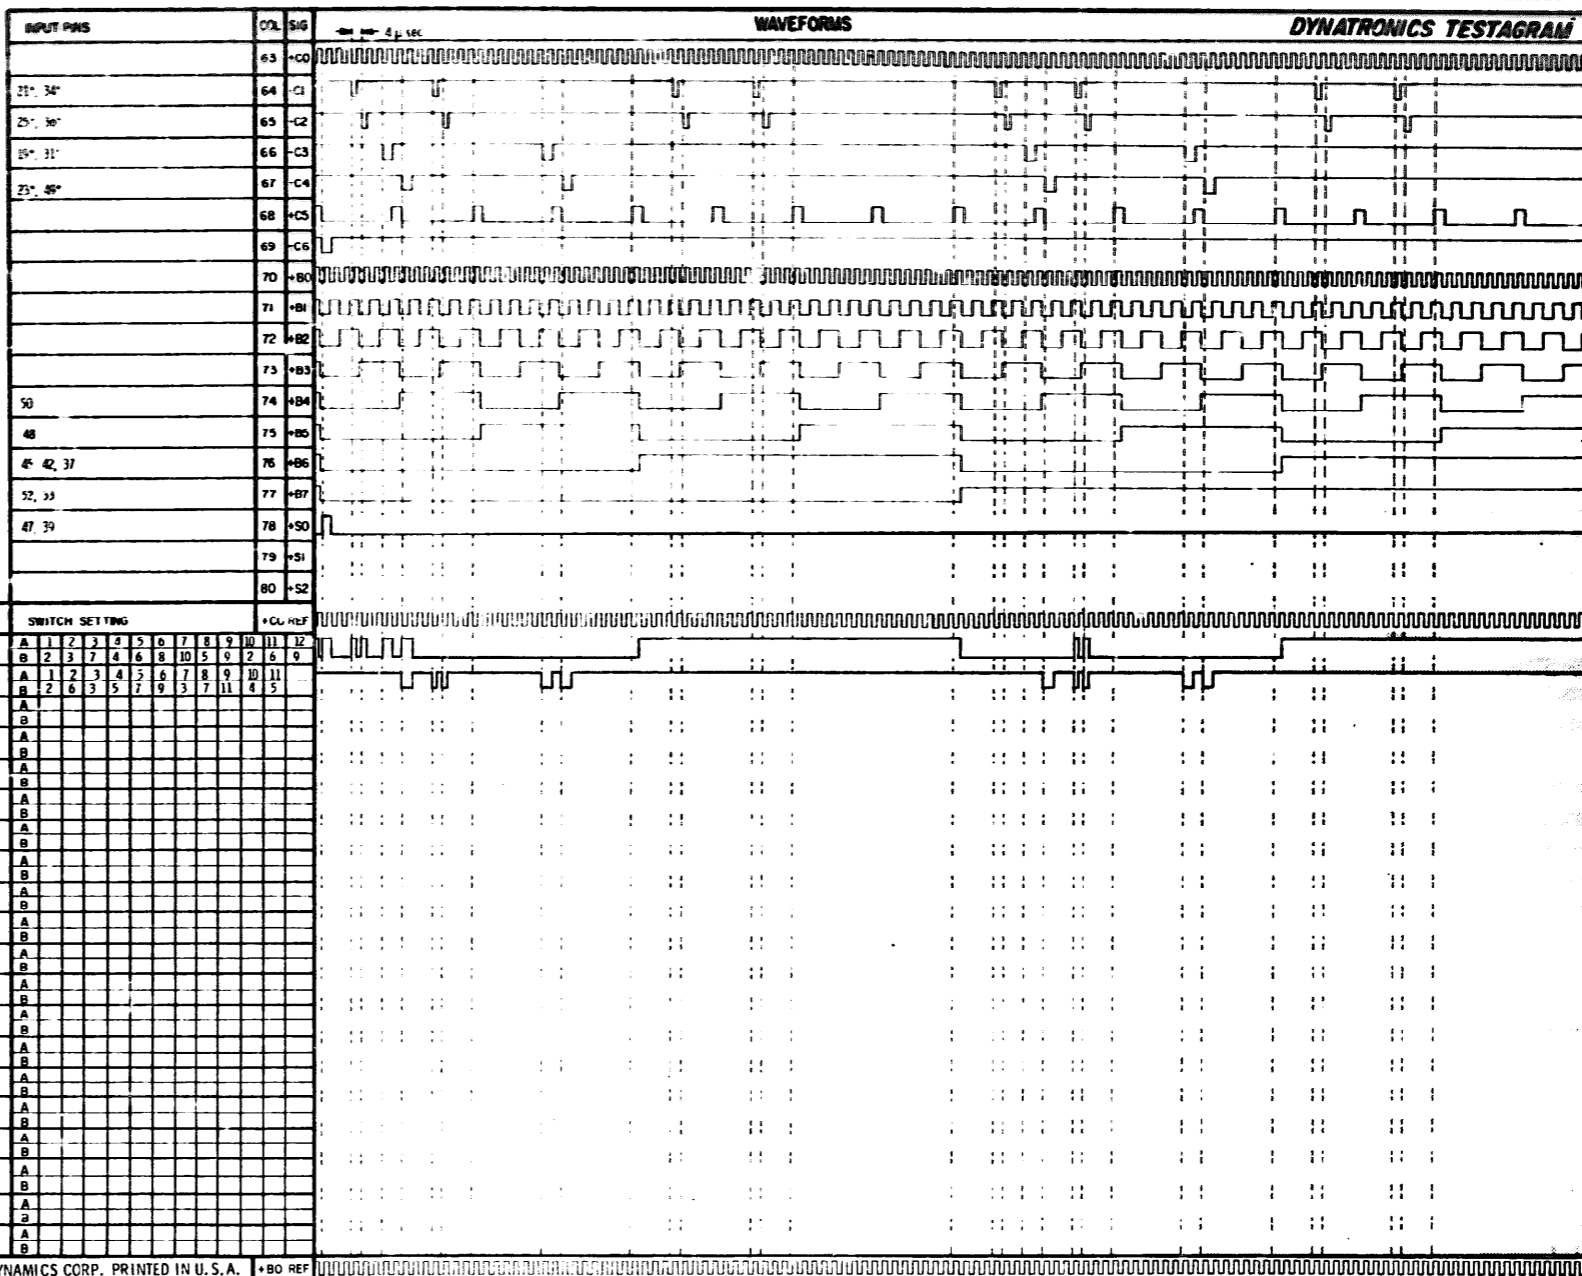 INPUT PINS COL SIG 4 μ sec WAVEFORMS DYNATRONICS TESTAGRAM
63 +C0
21*, 34* 64 -C1
25*, 36* 65 -C2
19*, 31* 66 -C3
23*, 49* 67 -C4
68 +C5
69 -C6
70 +B0
71 +B1
72 +B2
73 +B3
50 74 +B4
48 75 +B5
45 42, 37 76 +B6
52, 33 77 +B7
47, 39 78 +S0
79 +S1
80 +S2
SWITCH SETTING +C0 REF
A 1 2 3 4 5 6 7 8 9 10 11 12
B 2 3 7 4 6 8 10 5 9 2 6 9
A 1 2 3 4 5 6 7 8 9 10 11
B 2 6 3 5 7 9 3 7 11 4 5
A
B
A
B
A
B
A
B
A
B
A
B
A
B
A
B
A
B
A
B
A
B
A
B
A
B
A
B
A
B
A
B
A
B
A
B
YNAMICS CORP. PRINTED IN U.S.A. +B0 REF